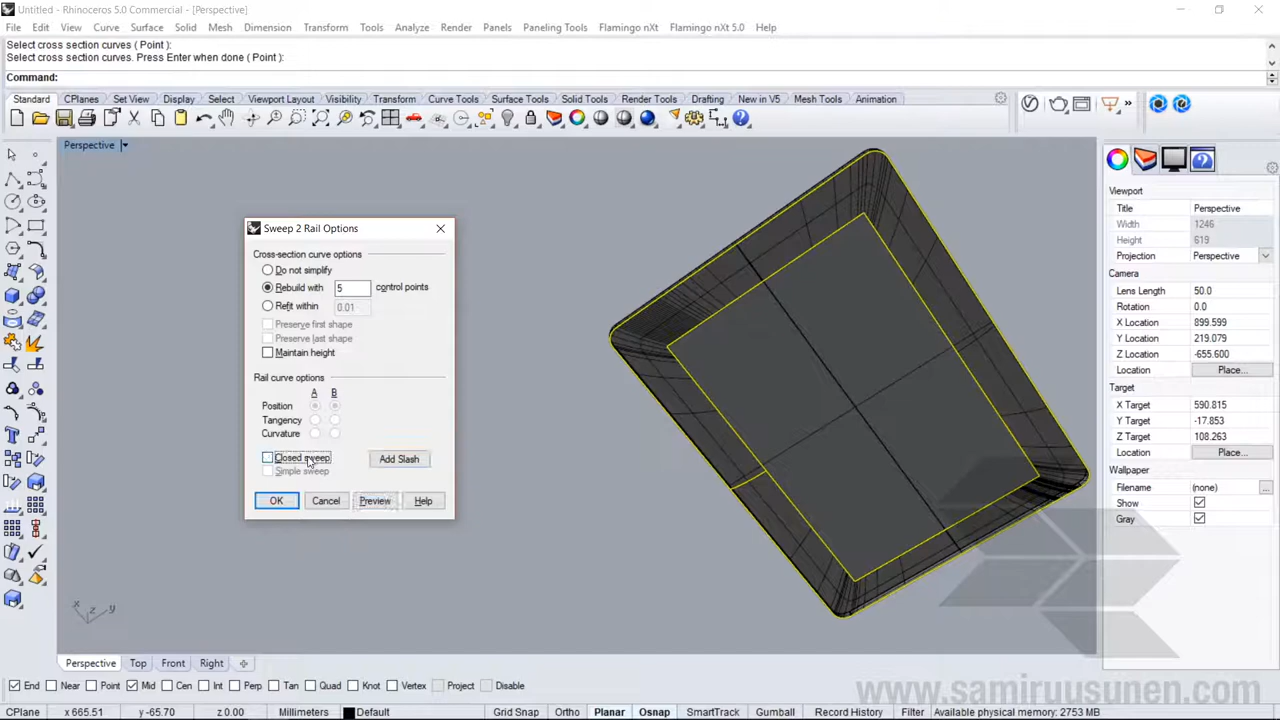 Untitled - Rhinoceros 5.0 Commercial - [Perspective]
File Edit View Curve Surface Solid Mesh Dimension Transform Tools Analyze Render Panels Paneling Tools Flamingo nXt Flamingo nXt 5.0 Help
Select cross section curves ( Point ):
Select cross section curves. Press Enter when done ( Point ):
Command:
Standard CPlanes Set View Display Select Viewport Layout Visibility Transform Curve Tools Surface Tools Solid Tools Render Tools Drafting New in V5 Mesh Tools Animation
Perspective
Sweep 2 Rail Options
Cross-section curve options
Do not simplify
Rebuild with 5 control points
Refit within 0.01
Preserve first shape
Preserve last shape
Maintain height
Rail curve options
A B
Position
Tangency
Curvature
Closed sweep
Add Slash
Simple sweep
OK Cancel Preview Help
Viewport
Title Perspective
Width 1246
Height 619
Projection Perspective
Camera
Lens Length 50.0
Rotation 0.0
X Location 899.599
Y Location 219.079
Z Location -655.600
Location Place...
Target
X Target 590.815
Y Target -17.853
Z Target 108.263
Location Place...
Wallpaper
Filename (none) ...
Show
Gray
x z y
Perspective Top Front Right
End Near Point Mid Cen Int Perp Tan Quad Knot Vertex Project Disable
www.samiruusunen.com
CPlane x 665.51 y -65.70 z 0.00 Millimeters Default Grid Snap Ortho Planar Osnap SmartTrack Gumball Record History Filter Available physical memory: 2753 MB